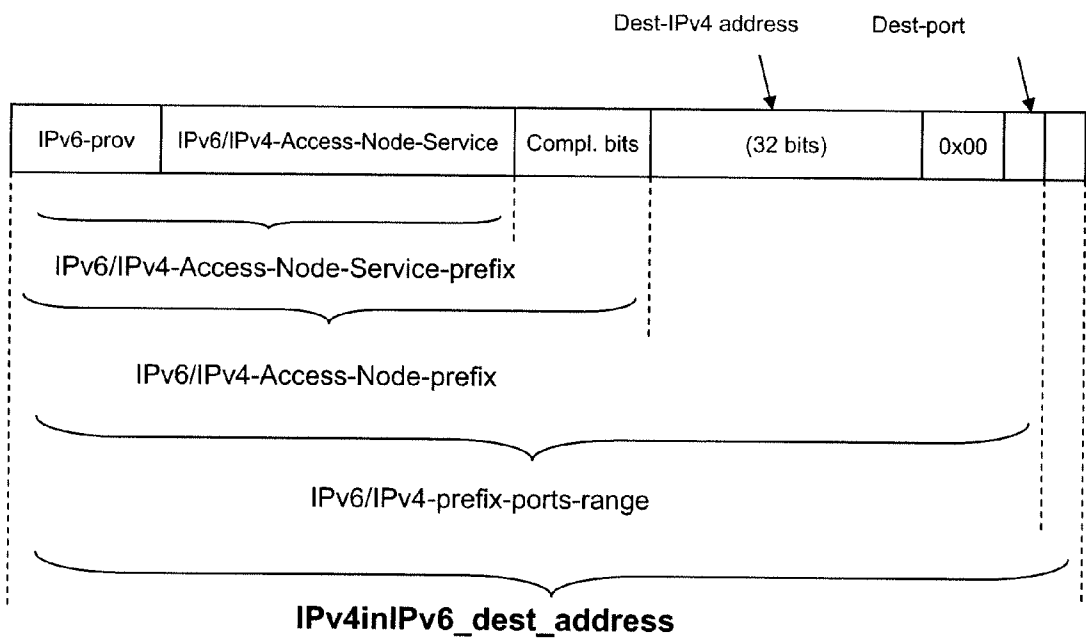 Dest-IPv4 address Dest-port
IPv6-prov IPv6/IPv4-Access-Node-Service Compl. bits (32 bits) 0x00
IPv6/IPv4-Access-Node-Service-prefix
IPv6/IPv4-Access-Node-prefix
IPv6/IPv4-prefix-ports-range
IPv4inIPv6_dest_address